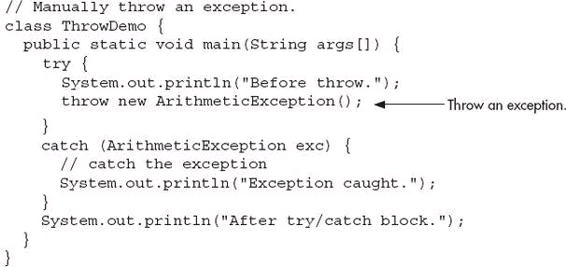 // Manually throw an exception.
class ThrowDemo {
public static void main(String args[]) {
try {
System.out.println("Before throw.");
throw new ArithmeticException(); Throw an exception.
}
catch (ArithmeticException exc) {
// catch the exception
System.out.println("Exception caught.");
}
System.out.println("After try/catch block.");
}
}